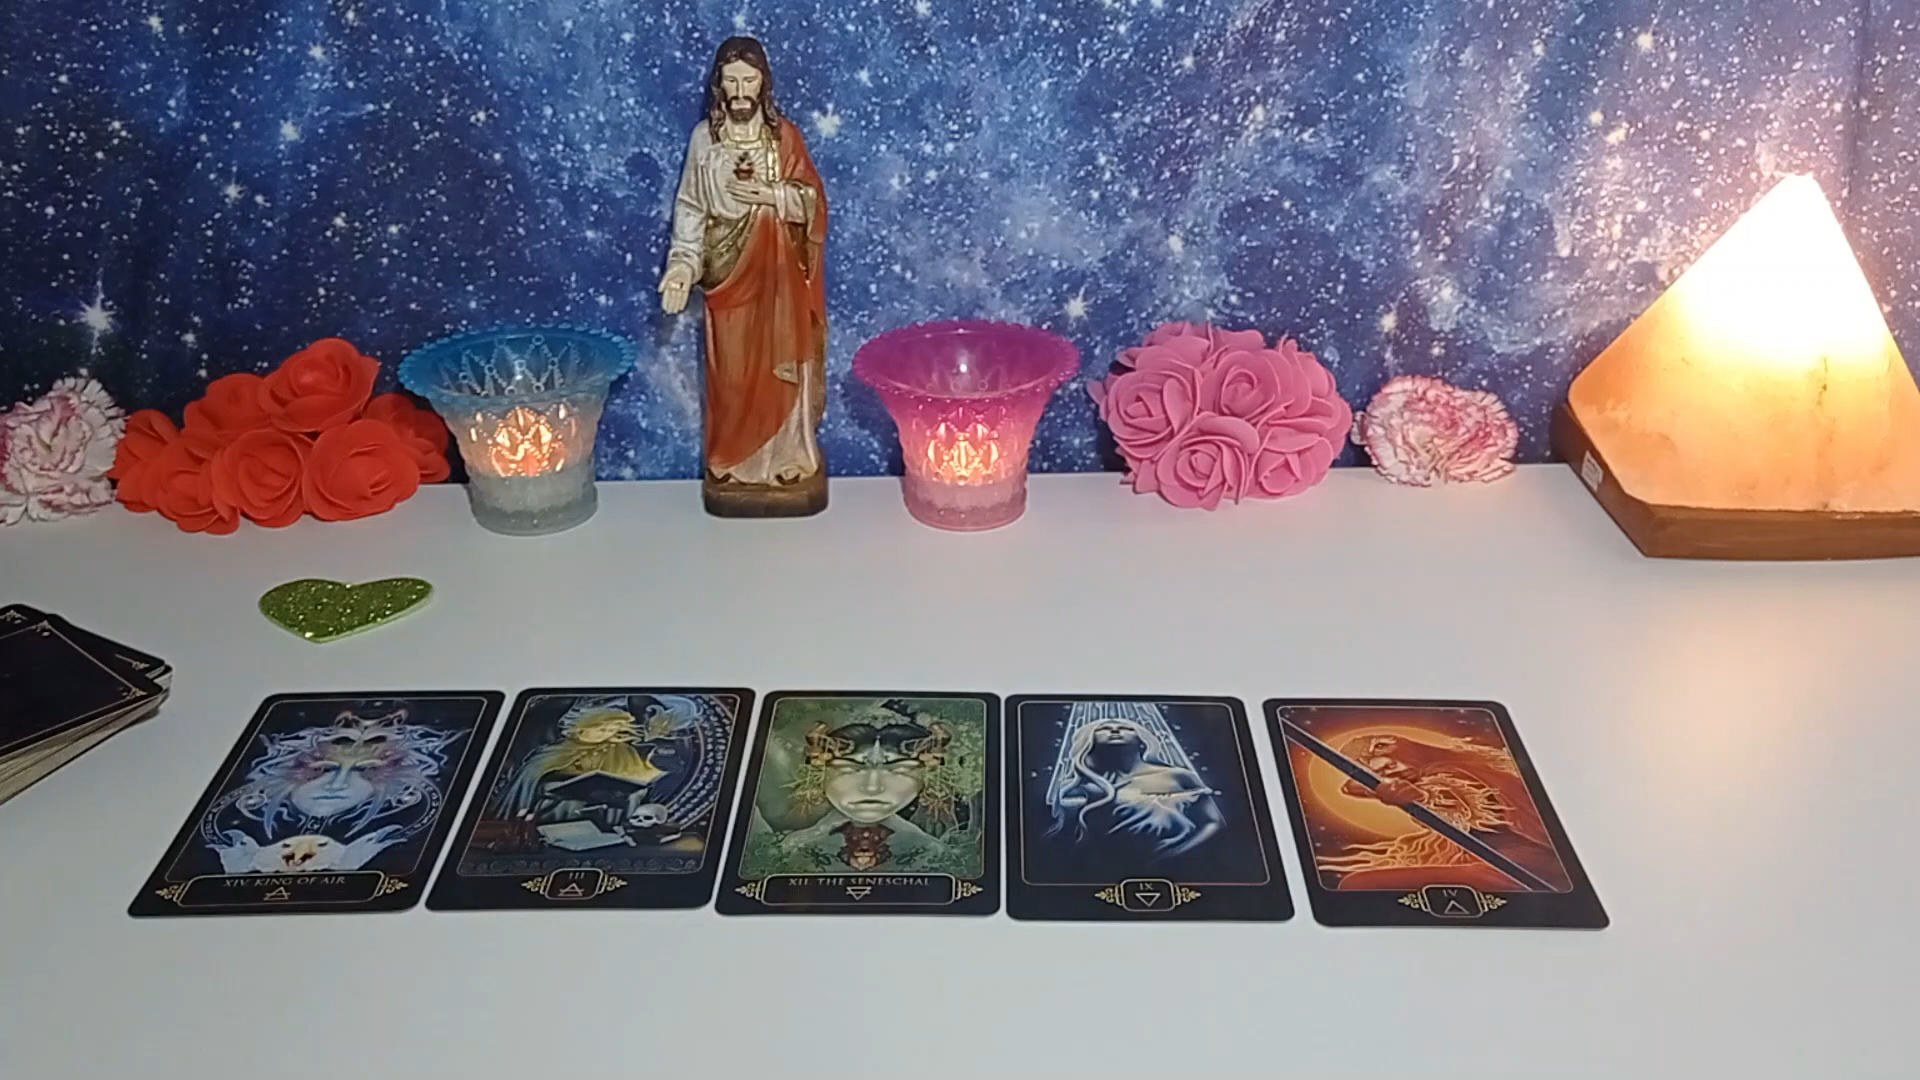 XIV. KING OF AIR
III
XII. THE SENESCHAL
IX
IV